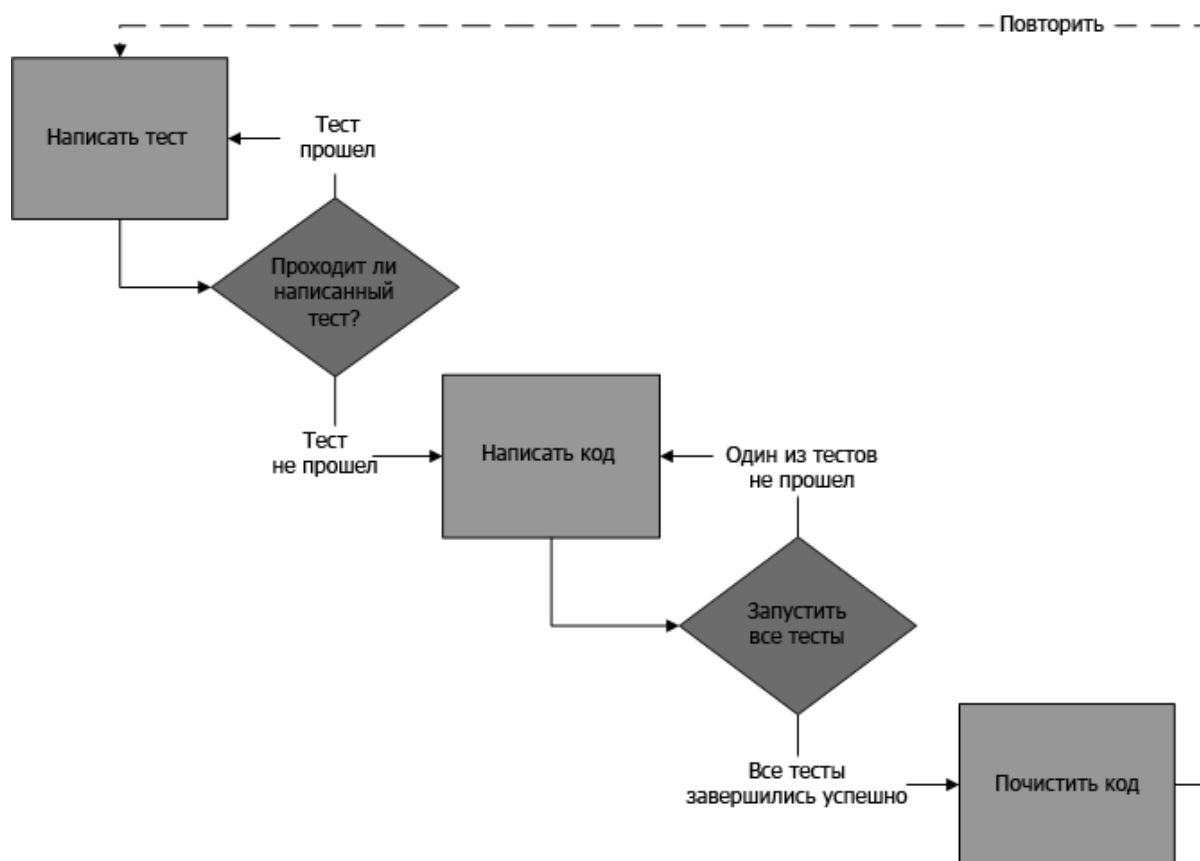 Повторить
Написать тест
Тест
прошел
Проходит ли
написанный
тест?
Тест
не прошел
Написать код
Один из тестов
не прошел
Запустить
все тесты
Все тесты
завершились успешно
Почистить код